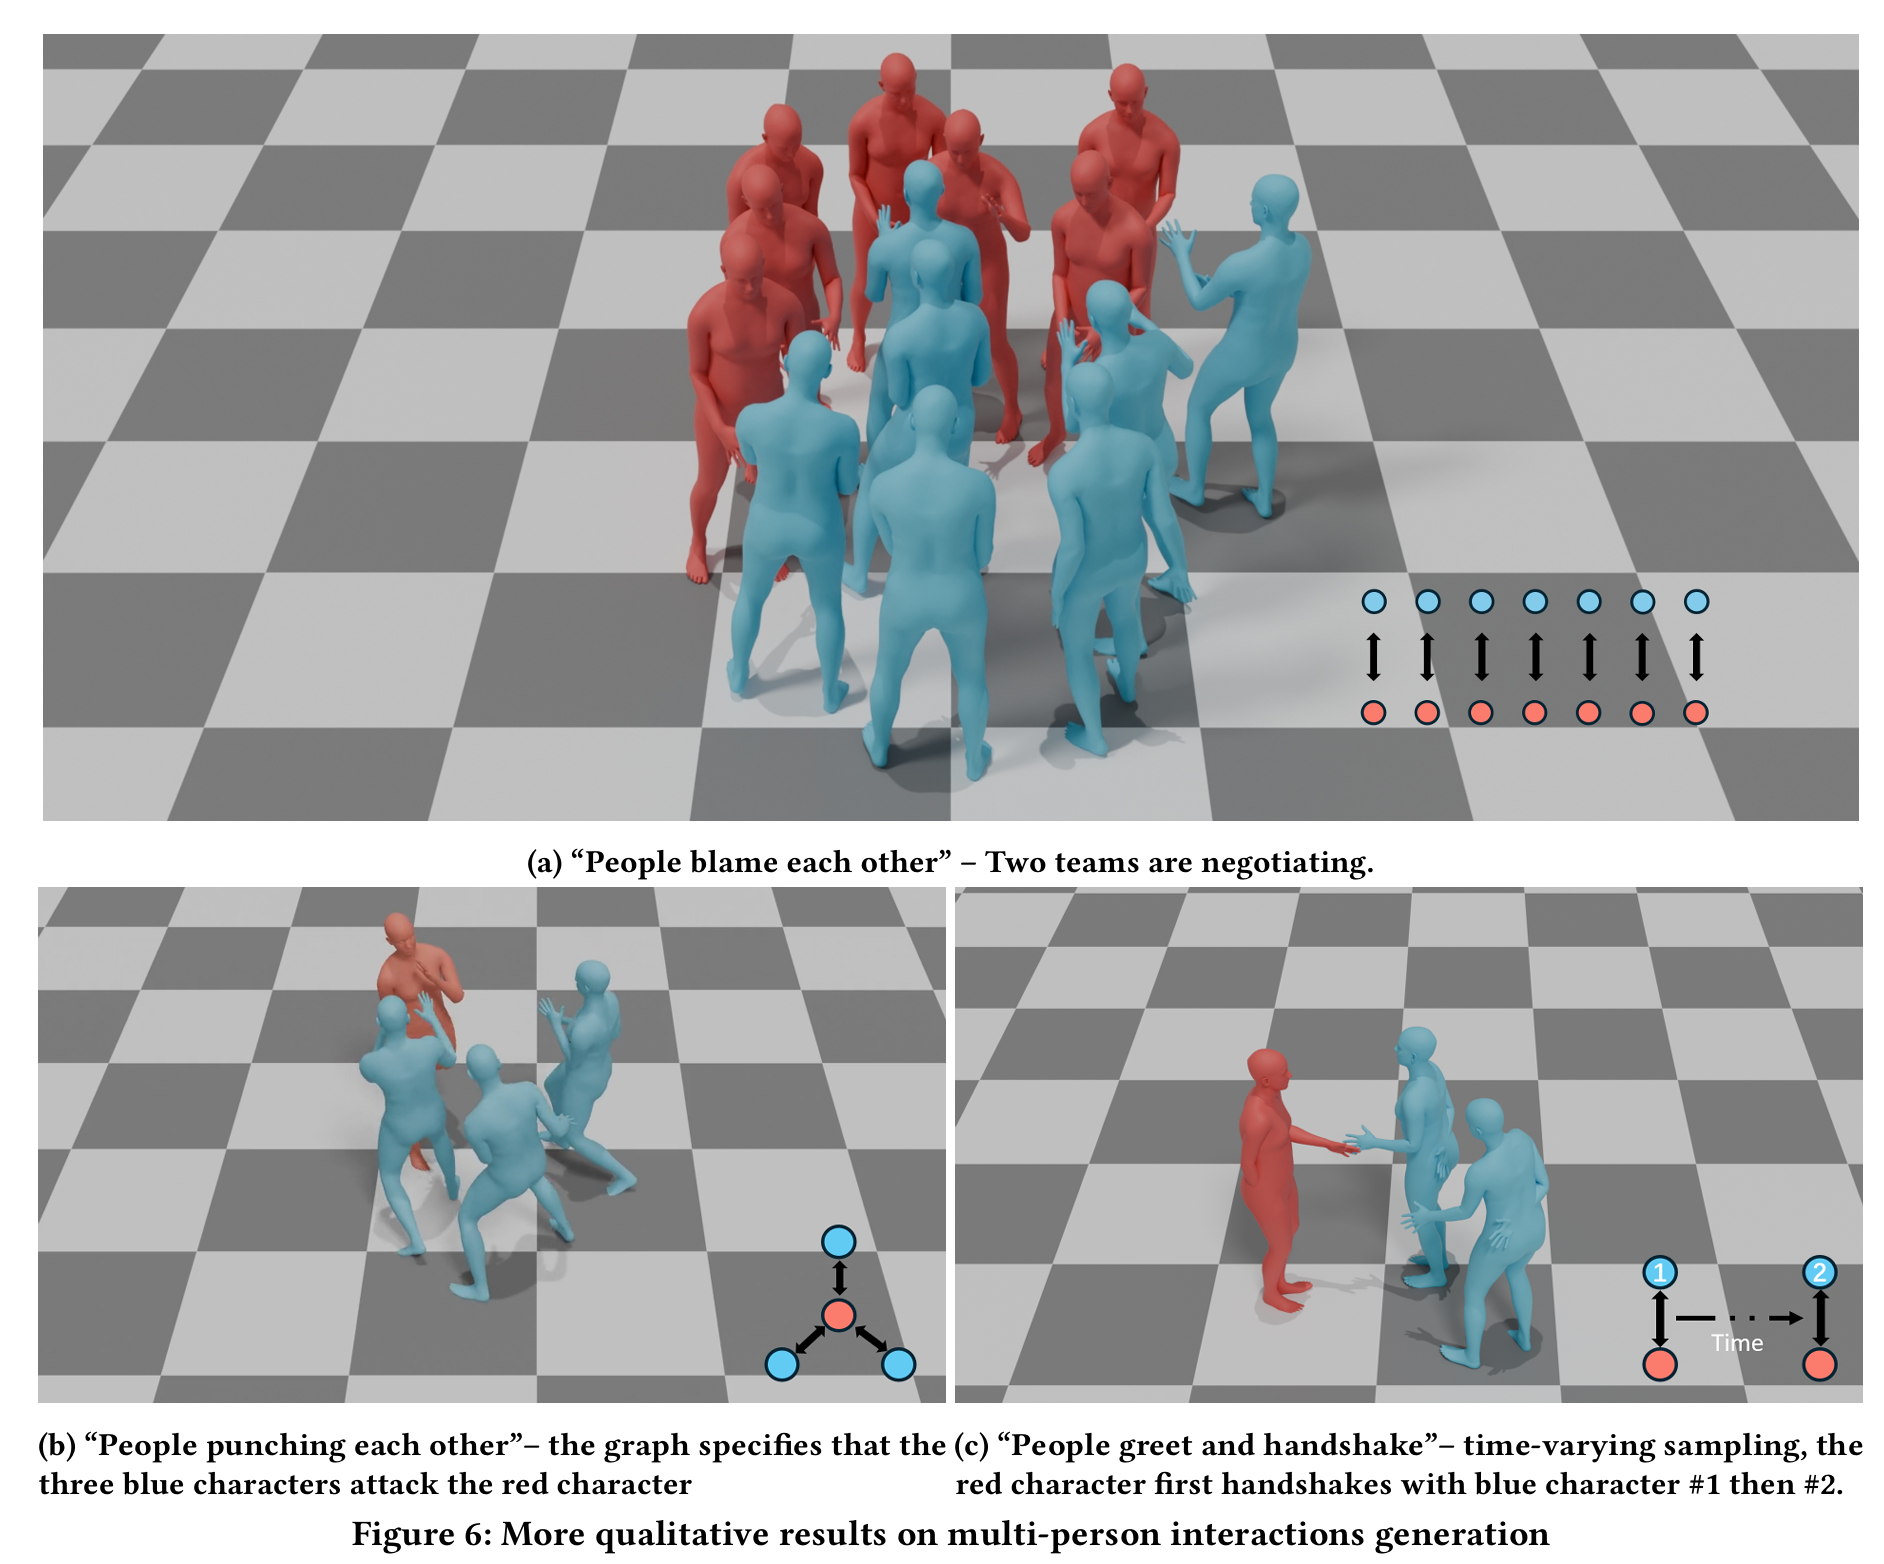 (a) “People blame each other” – Two teams are negotiating.
1
2
Time
(b) “People punching each other”– the graph specifies that the
three blue characters attack the red character
(c) “People greet and handshake”– time-varying sampling, the
red character first handshakes with blue character #1 then #2.
Figure 6: More qualitative results on multi-person interactions generation